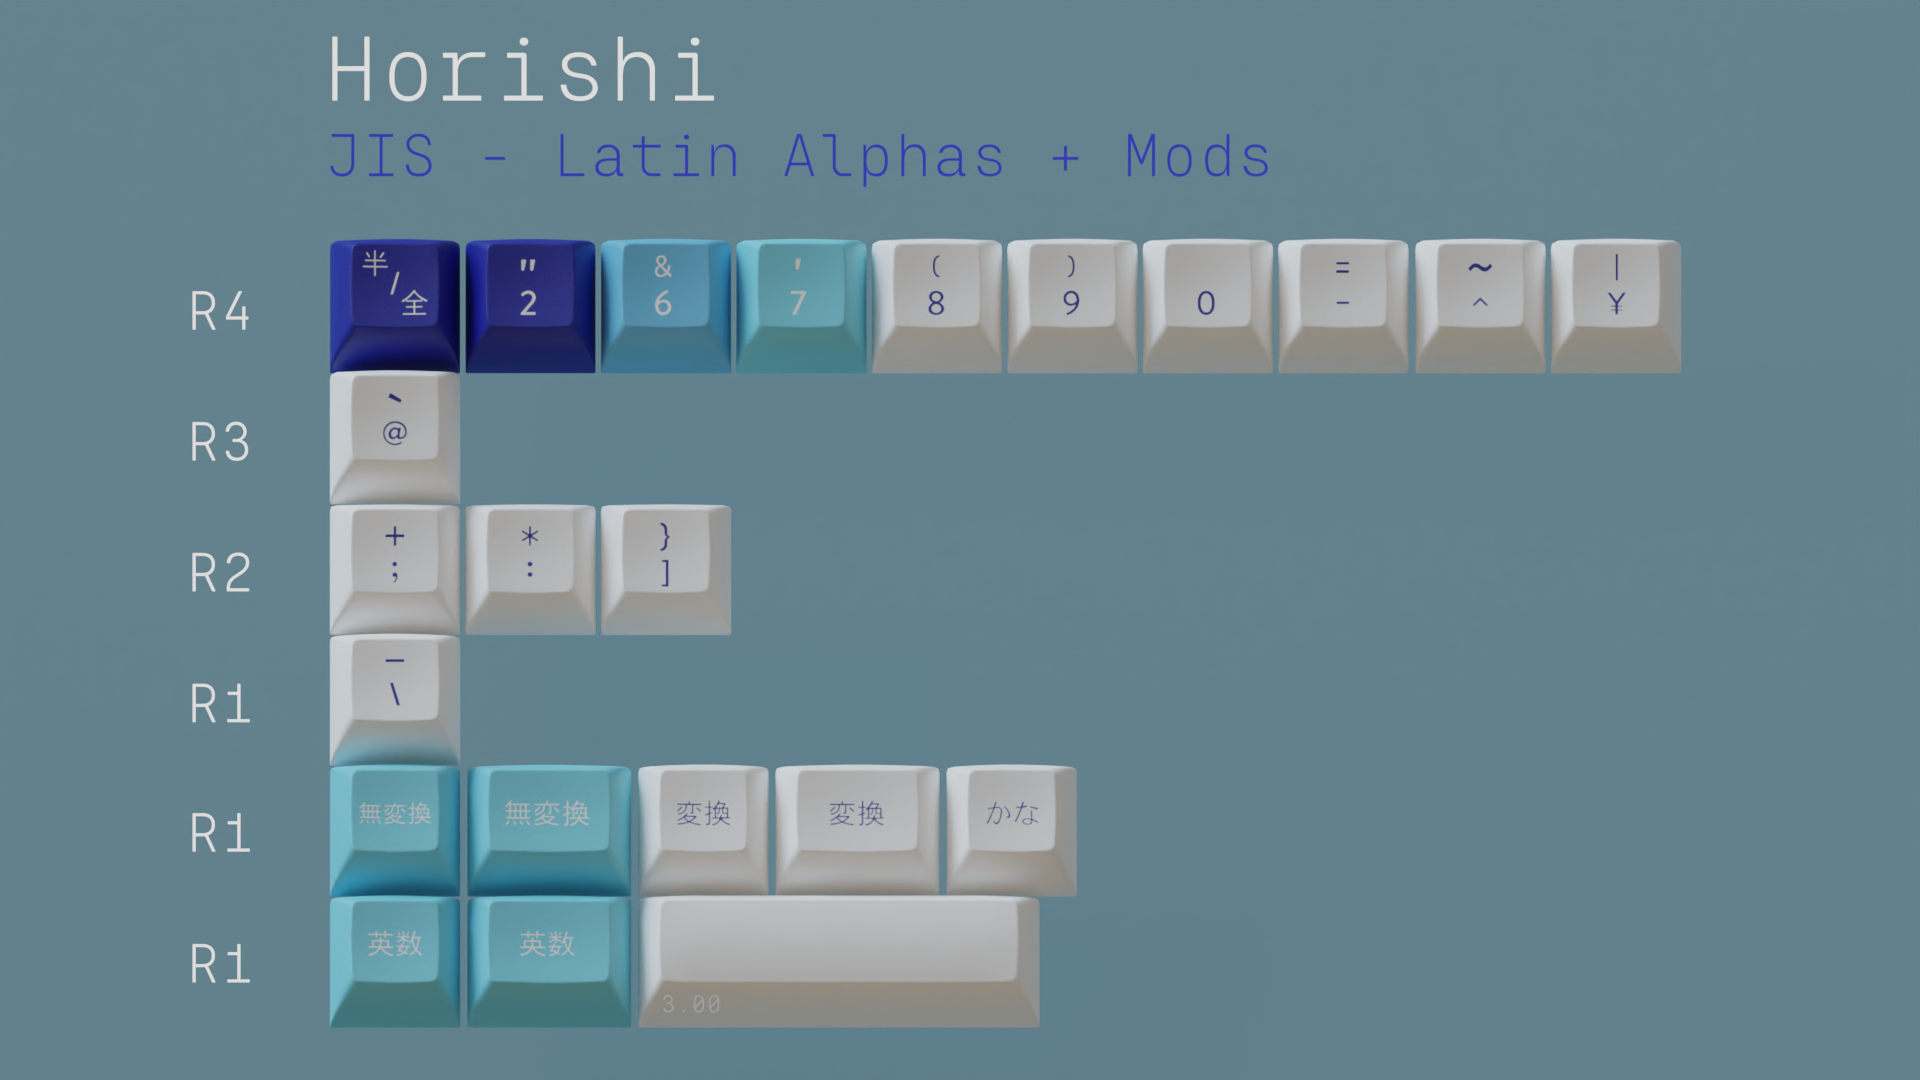 Horishi
JIS - Latin Alphas + Mods
R4 半/全 " 2 & 6 ' 7 ( 8 ) 9 0 = - ~ ^ | ¥
R3 ` @
R2 + ; * : } ]
R1 _ \
R1 無変換 無変換 変換 変換 かな
R1 英数 英数 3.00